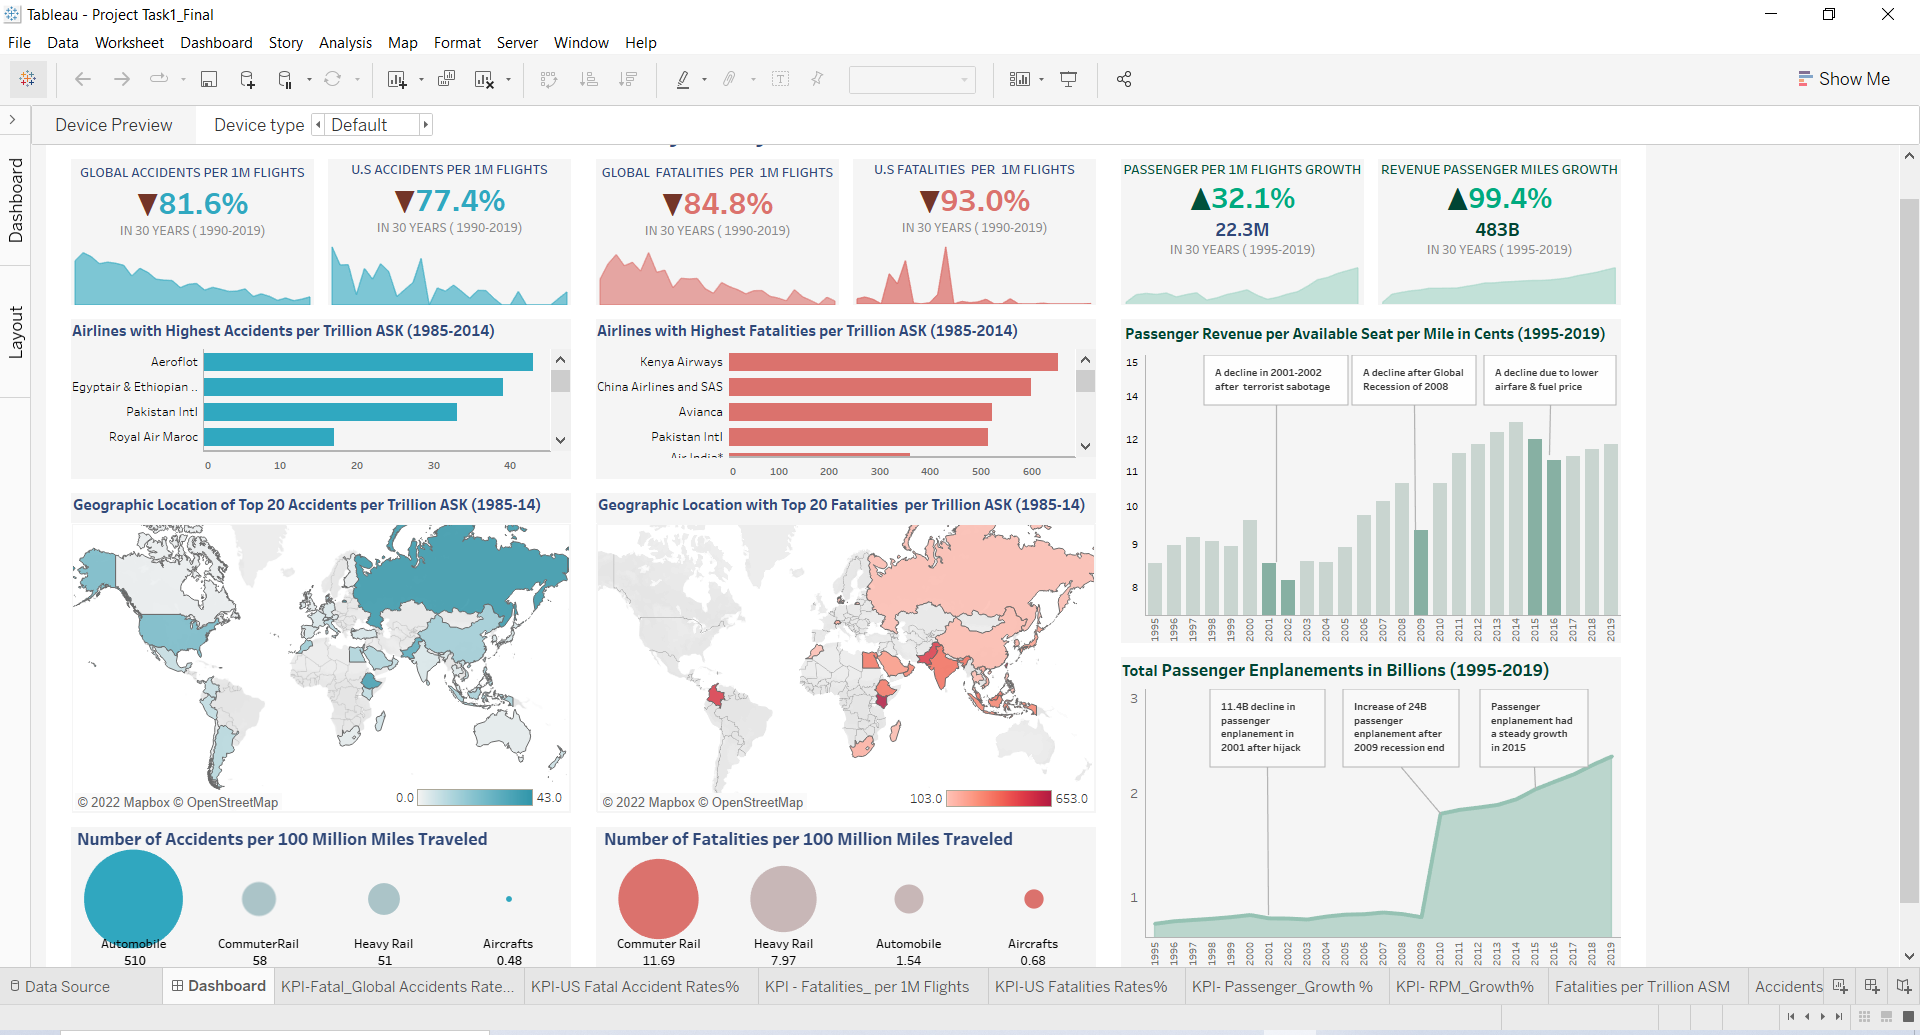 Tableau - Project Task1_Final
File Data Worksheet Dashboard Story Analysis Map Format Server Window Help
Show Me
Device Preview Device type Default
Dashboard
Layout
GLOBAL ACCIDENTS PER 1M FLIGHTS
▼81.6%
IN 30 YEARS ( 1990-2019)
U.S ACCIDENTS PER 1M FLIGHTS
▼77.4%
IN 30 YEARS ( 1990-2019)
GLOBAL FATALITIES PER 1M FLIGHTS
▼84.8%
IN 30 YEARS ( 1990-2019)
U.S FATALITIES PER 1M FLIGHTS
▼93.0%
IN 30 YEARS ( 1990-2019)
PASSENGER PER 1M FLIGHTS GROWTH
▲32.1%
22.3M
IN 30 YEARS ( 1995-2019)
REVENUE PASSENGER MILES GROWTH
▲99.4%
483B
IN 30 YEARS ( 1995-2019)
Airlines with Highest Accidents per Trillion ASK (1985-2014)
Aeroflot
Egyptair & Ethiopian ..
Pakistan Intl
Royal Air Maroc
0 10 20 30 40
Airlines with Highest Fatalities per Trillion ASK (1985-2014)
Kenya Airways
China Airlines and SAS
Avianca
Pakistan Intl
Air India*
0 100 200 300 400 500 600
Passenger Revenue per Available Seat per Mile in Cents (1995-2019)
15
14
12
11
10
9
8
A decline in 2001-2002
after terrorist sabotage
A decline after Global
Recession of 2008
A decline due to lower
airfare & fuel price
1995 1996 1997 1998 1999 2000 2001 2002 2003 2004 2005 2006 2007 2008 2009 2010 2011 2012 2013 2014 2015 2016 2017 2018 2019
Geographic Location of Top 20 Accidents per Trillion ASK (1985-14)
© 2022 Mapbox © OpenStreetMap
0.0 43.0
Geographic Location with Top 20 Fatalities per Trillion ASK (1985-14)
© 2022 Mapbox © OpenStreetMap
103.0 653.0
Total Passenger Enplanements in Billions (1995-2019)
3
2
1
11.4B decline in
passenger
enplanement in
2001 after hijack
Increase of 24B
passenger
enplanement after
2009 recession end
Passenger
enplanement had
a steady growth
in 2015
1995 1996 1997 1998 1999 2000 2001 2002 2003 2004 2005 2006 2007 2008 2009 2010 2011 2012 2013 2014 2015 2016 2017 2018 2019
Number of Accidents per 100 Million Miles Traveled
Automobile CommuterRail Heavy Rail Aircrafts
510 58 51 0.48
Number of Fatalities per 100 Million Miles Traveled
Commuter Rail Heavy Rail Automobile Aircrafts
11.69 7.97 1.54 0.68
Data Source Dashboard KPI-Fatal_Global Accidents Rate... KPI-US Fatal Accident Rates% KPI - Fatalities_ per 1M Flights KPI-US Fatalities Rates% KPI- Passenger_Growth % KPI- RPM_Growth% Fatalities per Trillion ASM Accidents